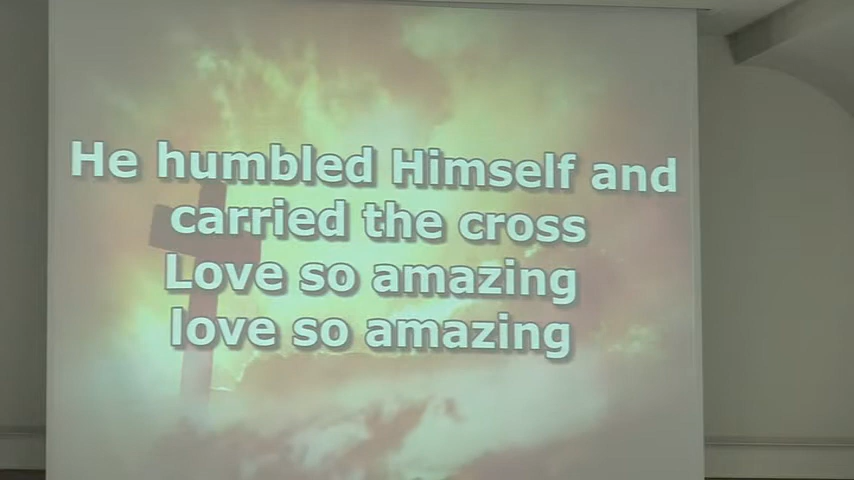 He humbled Himself and
carried the cross
Love so amazing
love so amazing